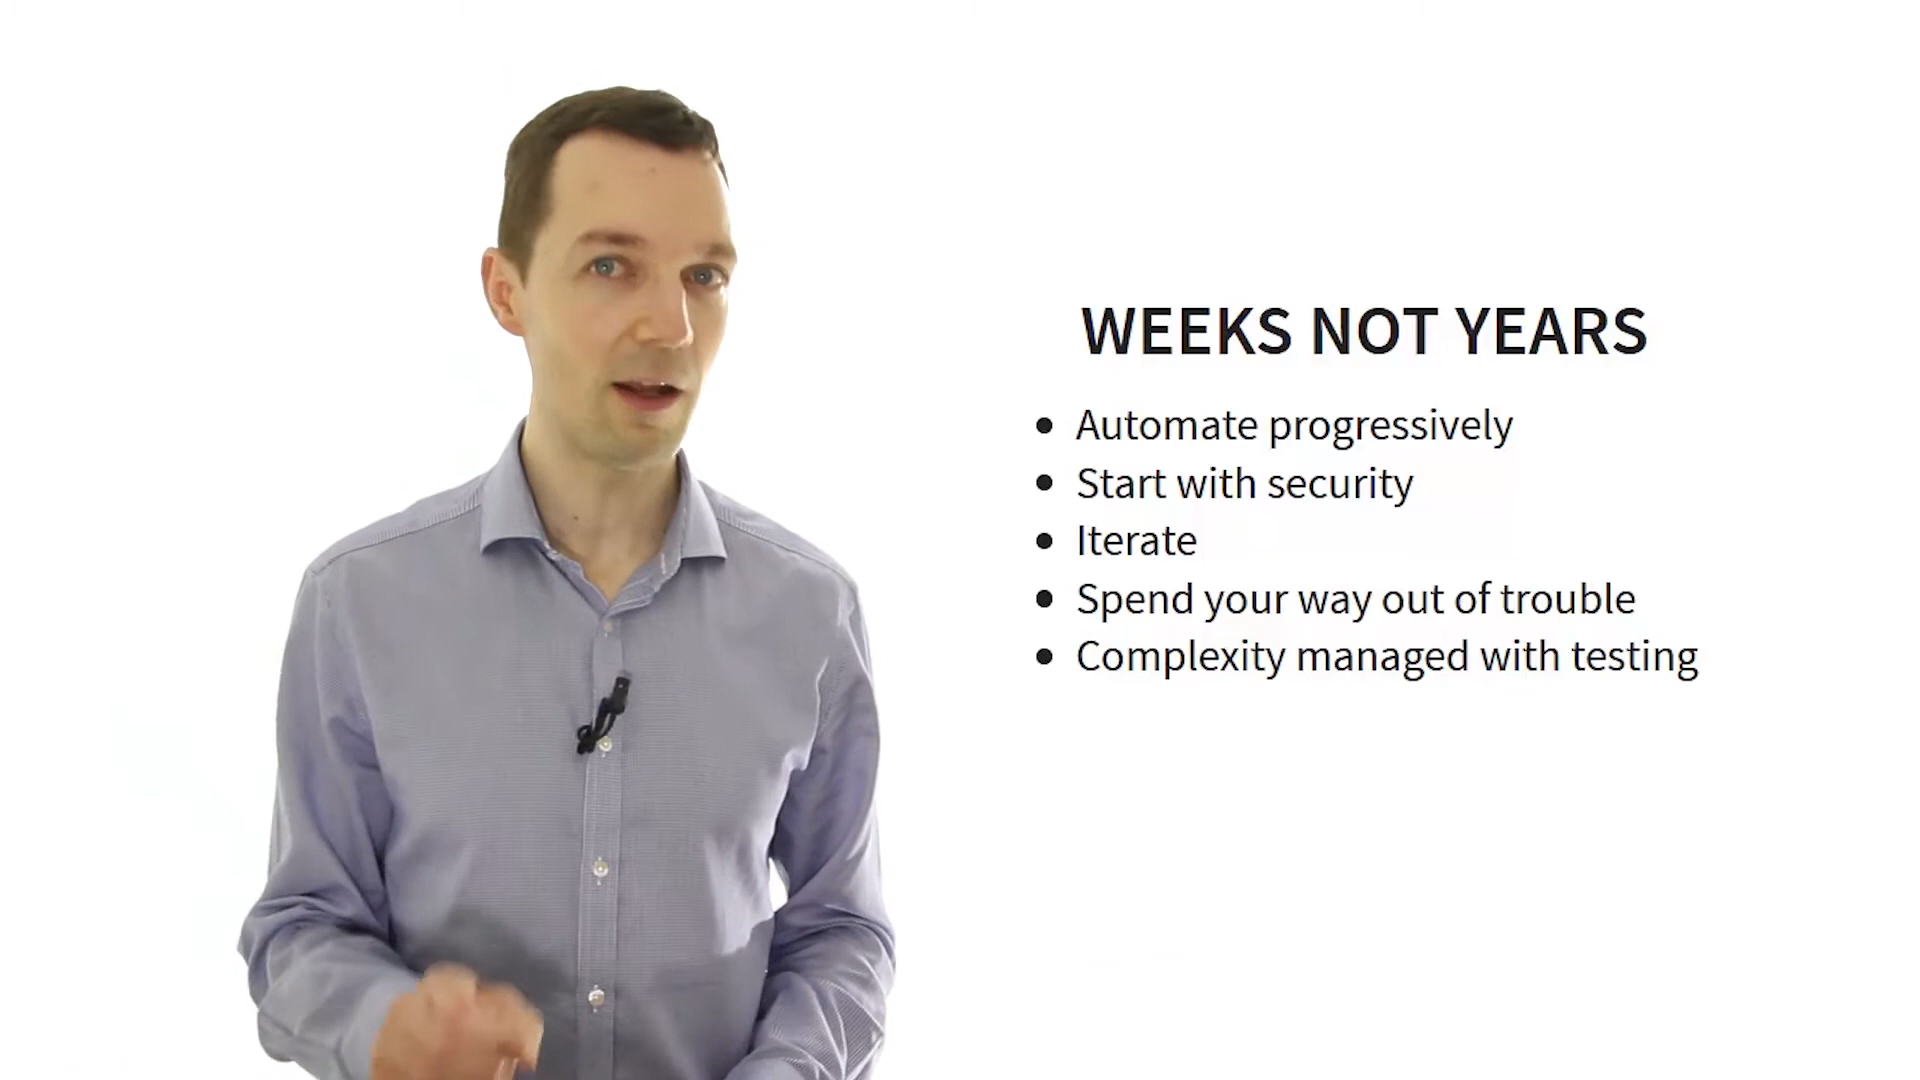 WEEKS NOT YEARS
Automate progressively
Start with security
Iterate
Spend your way out of trouble
Complexity managed with testing